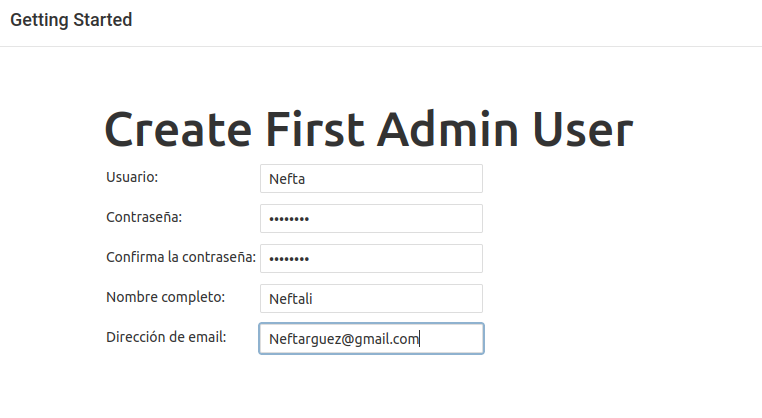 Getting Started
Create First Admin User
Usuario: Nefta
Contraseña: ••••••••
Confirma la contraseña: ••••••••
Nombre completo: Neftali
Dirección de email: Neftarguez@gmail.com